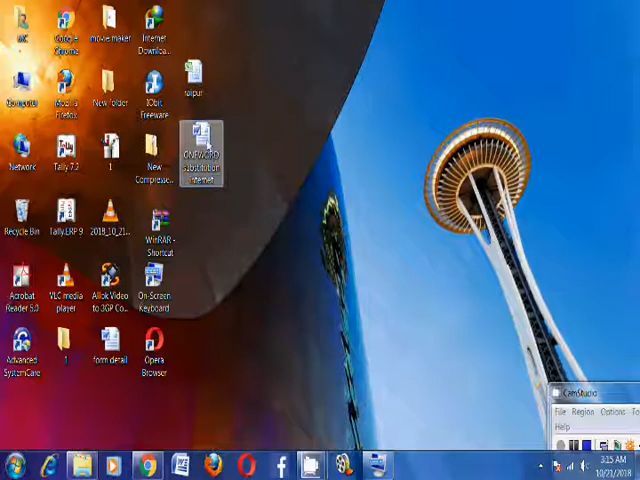 MC
Google
Chrome
movie maker
Internet
Downloa...
raipur
Computer
Mozilla
Firefox
New folder
IObit
Freeware
ONEWORD
substitution
internet
Network
Tally 7.2
1
New
Compresse...
Recycle Bin
Tally.ERP 9
2018_10_21...
WinRAR -
Shortcut
Acrobat
Reader 5.0
VLC media
player
Allok Video
to 3GP Co...
On-Screen
Keyboard
Advanced
SystemCare
1
form detail
Opera
Browser
CamStudio
File Region Options To
Help
3:15 AM
10/21/2018